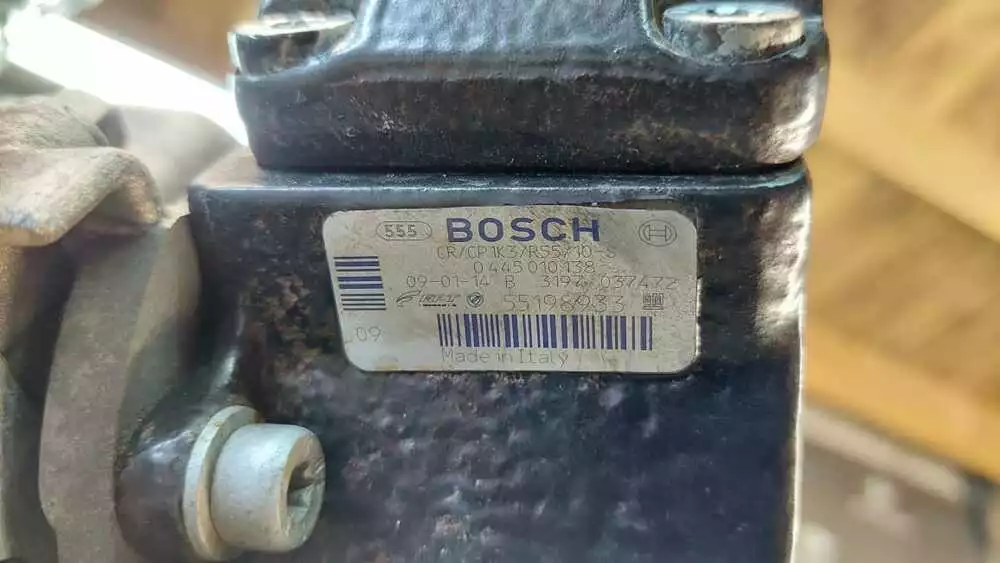 555 BOSCH
CR/CP1K3/R55/10-S
0 445 010 138
09-01-14 B 3197 037472
55198933
09
Made in Italy